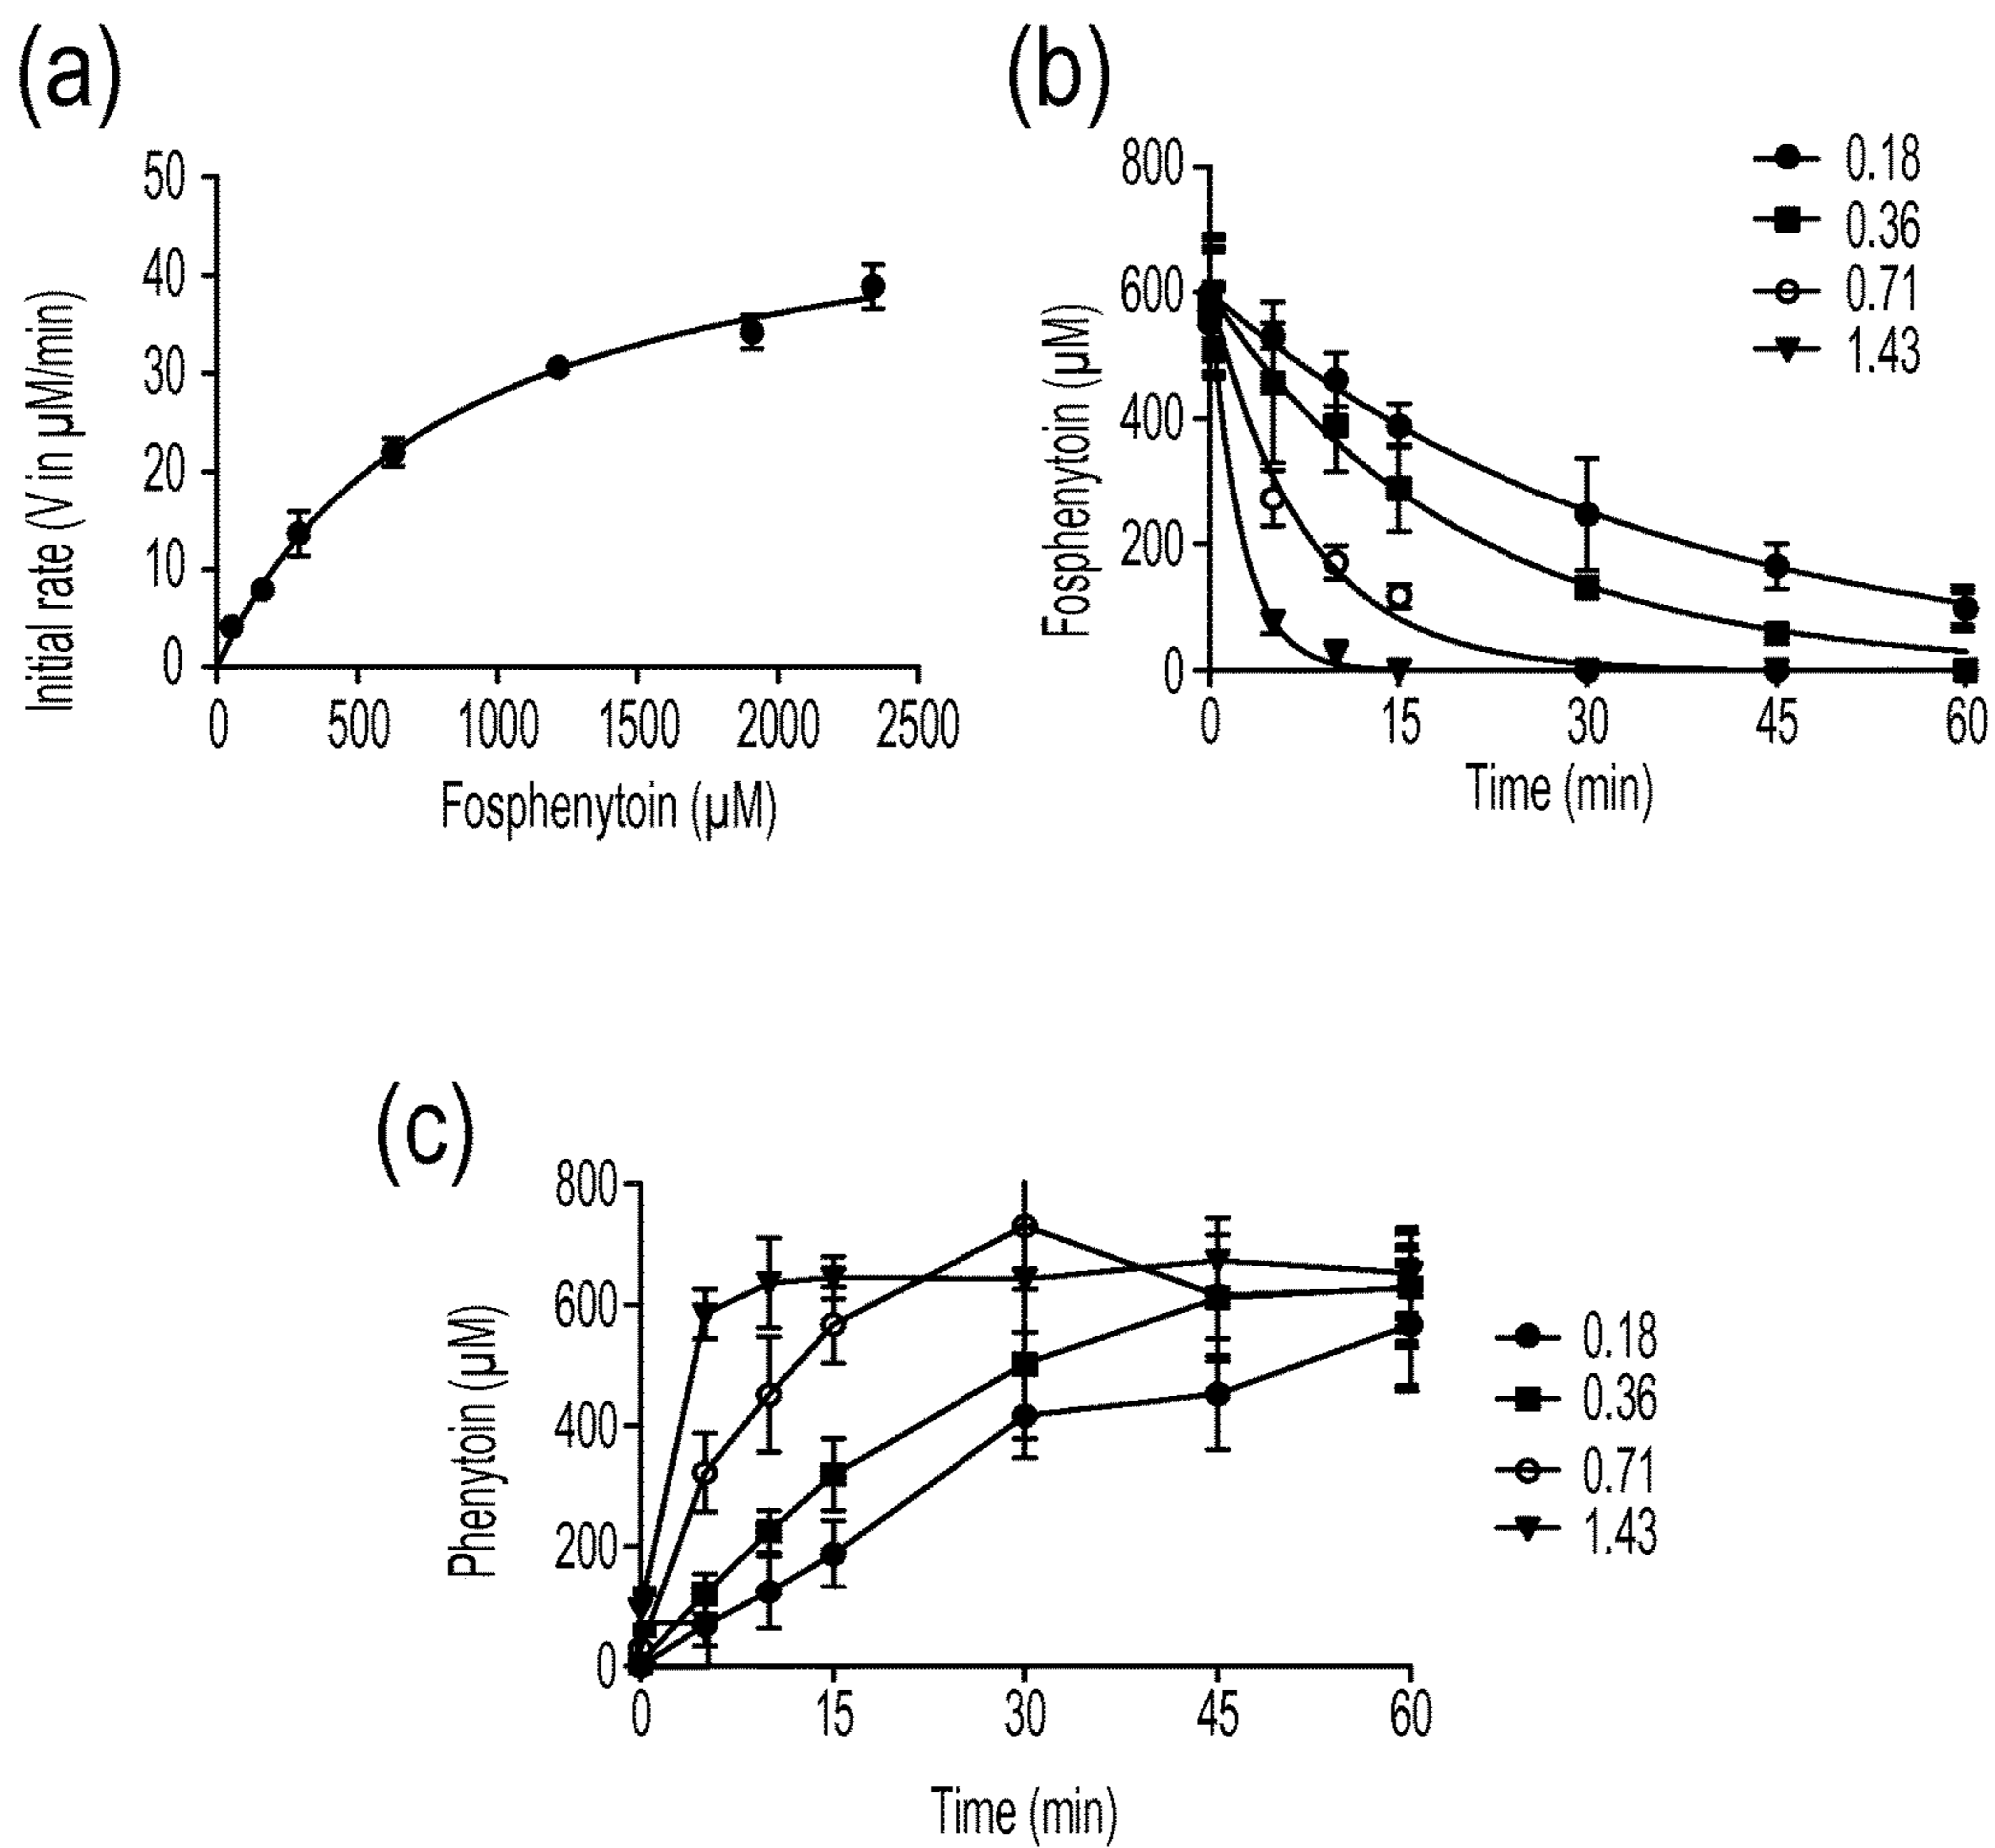 (a)
50
40
30
20
10
0
Initial rate (V in µM/min)
0 500 1000 1500 2000 2500
Fosphenytoin (µM)
(b)
800
600
400
200
0
Fosphenytoin (µM)
0 15 30 45 60
Time (min)
0.18
0.36
0.71
1.43
(c)
800
600
400
200
0
Phenytoin (µM)
0 15 30 45 60
Time (min)
0.18
0.36
0.71
1.43